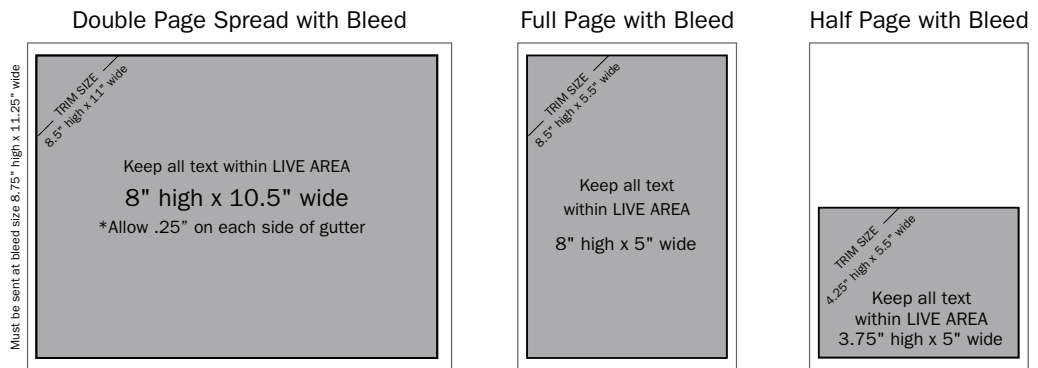 Double Page Spread with Bleed
Must be sent at bleed size 8.75" high x 11.25" wide
TRIM SIZE
8.5" high x 11" wide
Keep all text within LIVE AREA
8" high x 10.5" wide
*Allow .25” on each side of gutter
Full Page with Bleed
TRIM SIZE
8.5" high x 5.5" wide
Keep all text
within LIVE AREA
8" high x 5" wide
Half Page with Bleed
TRIM SIZE
4.25" high x 5.5" wide
Keep all text
within LIVE AREA
3.75" high x 5" wide